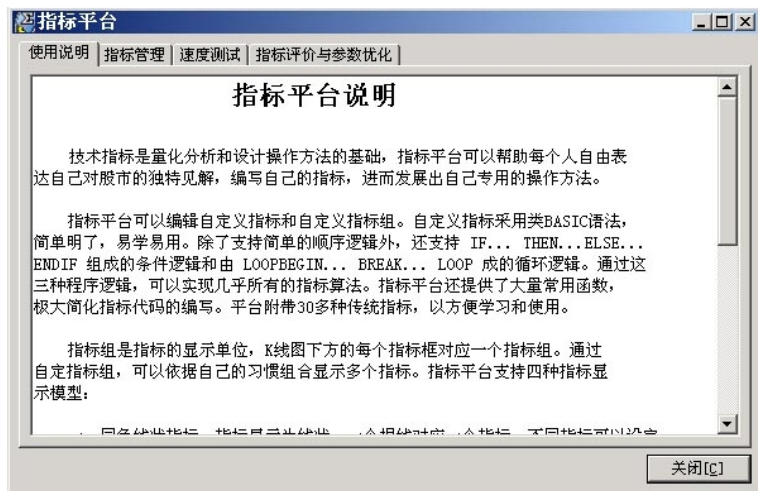 指标平台
使用说明 指标管理 速度测试 指标评价与参数优化
指标平台说明
技术指标是量化分析和设计操作方法的基础，指标平台可以帮助每个人自由表
达自己对股市的独特见解，编写自己的指标，进而发展出自己专用的操作方法。
指标平台可以编辑自定义指标和自定义指标组。自定义指标采用类BASIC语法，
简单明了，易学易用。除了支持简单的顺序逻辑外，还支持 IF... THEN...ELSE...
ENDIF 组成的条件逻辑和由 LOOPBEGIN... BREAK... LOOP 成的循环逻辑。通过这
三种程序逻辑，可以实现几乎所有的指标算法。指标平台还提供了大量常用函数，
极大简化指标代码的编写。平台附带30多种传统指标，以方便学习和使用。
指标组是指标的显示单位，K线图下方的每个指标框对应一个指标组。通过
自定指标组，可以依据自己的习惯组合显示多个指标。指标平台支持四种指标显
示模型：
关闭[C]